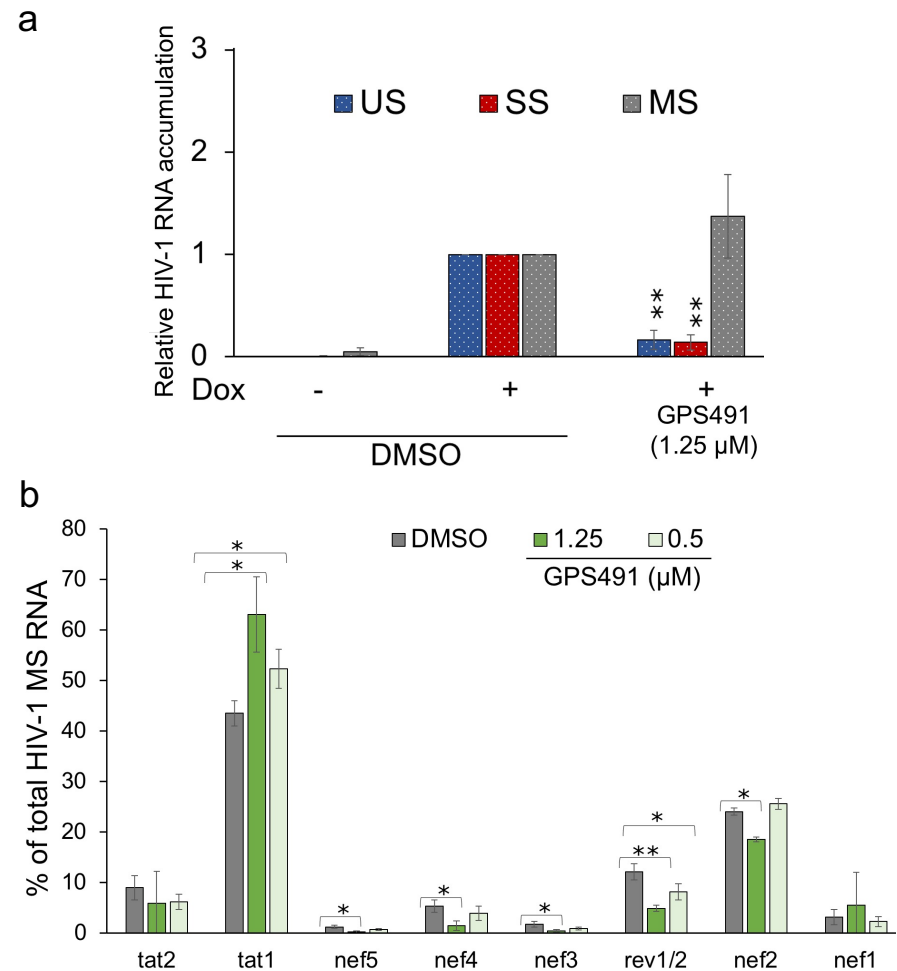 a
Relative HIV-1 RNA accumulation
3
2
1
0
US SS MS
**
**
Dox - + +
GPS491
(1.25 µM)
DMSO
b
% of total HIV-1 MS RNA
80
70
60
50
40
30
20
10
0
DMSO 1.25 0.5
GPS491 (µM)
*
*
*
*
*
*
**
*
tat2 tat1 nef5 nef4 nef3 rev1/2 nef2 nef1